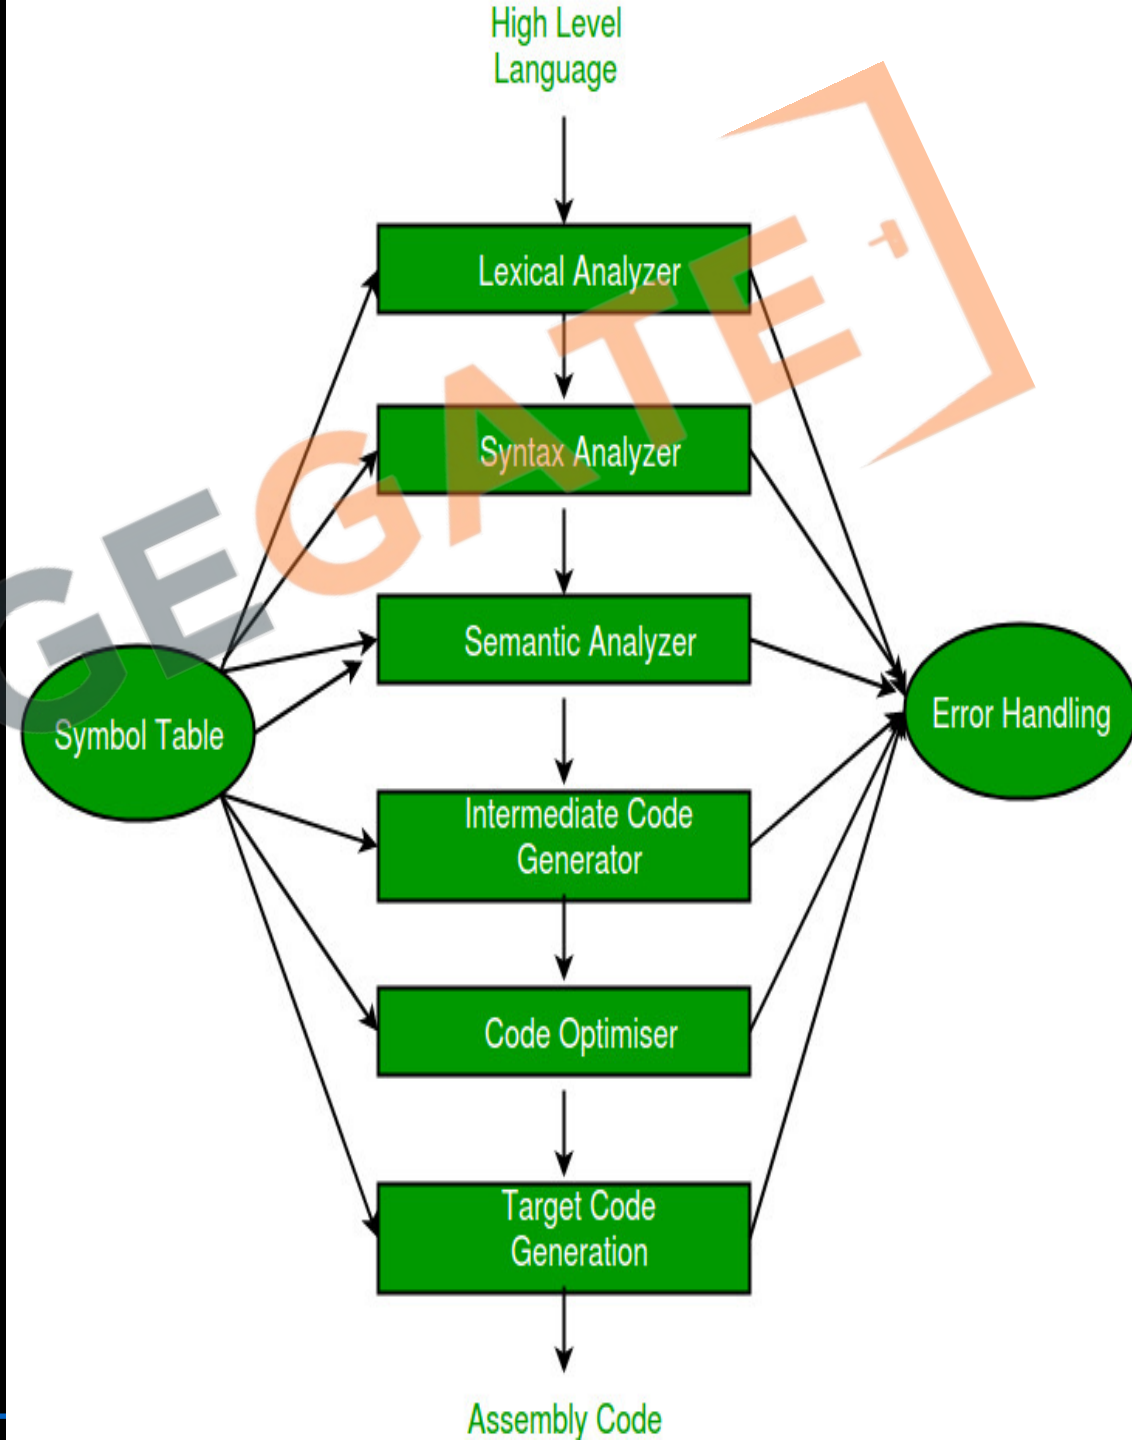 High Level
Language
Lexical Analyzer
Syntax Analyzer
Semantic Analyzer
Symbol Table
Error Handling
Intermediate Code
Generator
Code Optimiser
Target Code
Generation
Assembly Code
GEGATE